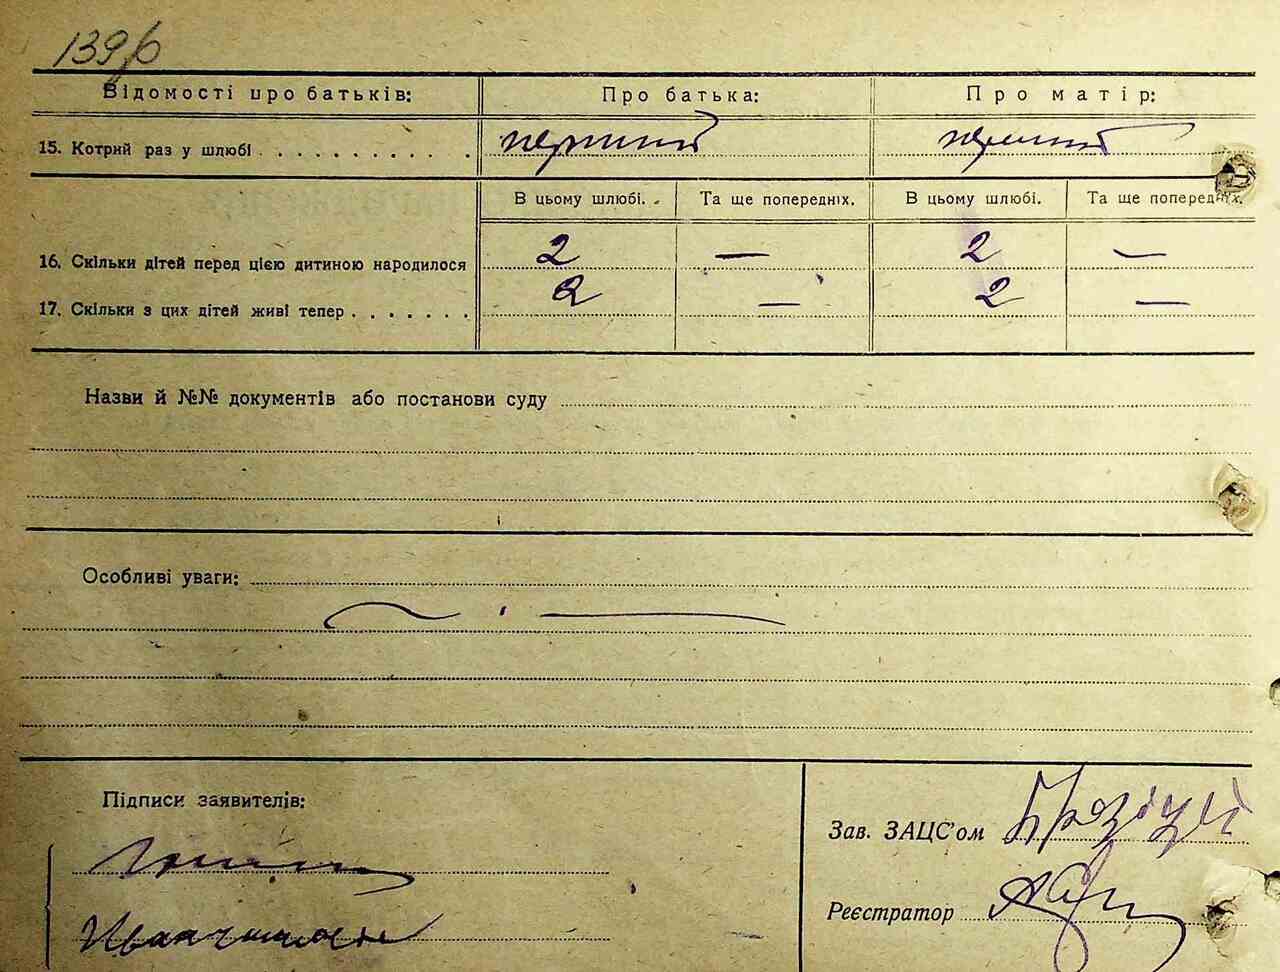 139
Відомості про батьків: Про батька: Про матір:
15. Котрий раз у шлюбі перший перший
В цьому шлюбі. Та ще попередніх. В цьому шлюбі. Та ще попередніх.
16. Скільки дітей перед цією дитиною народилося 2 — 2 —
17. Скільки з цих дітей живі тепер 2 — 2 —
Назви й №№ документів або постанови суду
Особливі уваги:
Підписи заявителів:
Зав. ЗАЦС'ом
Реєстратор